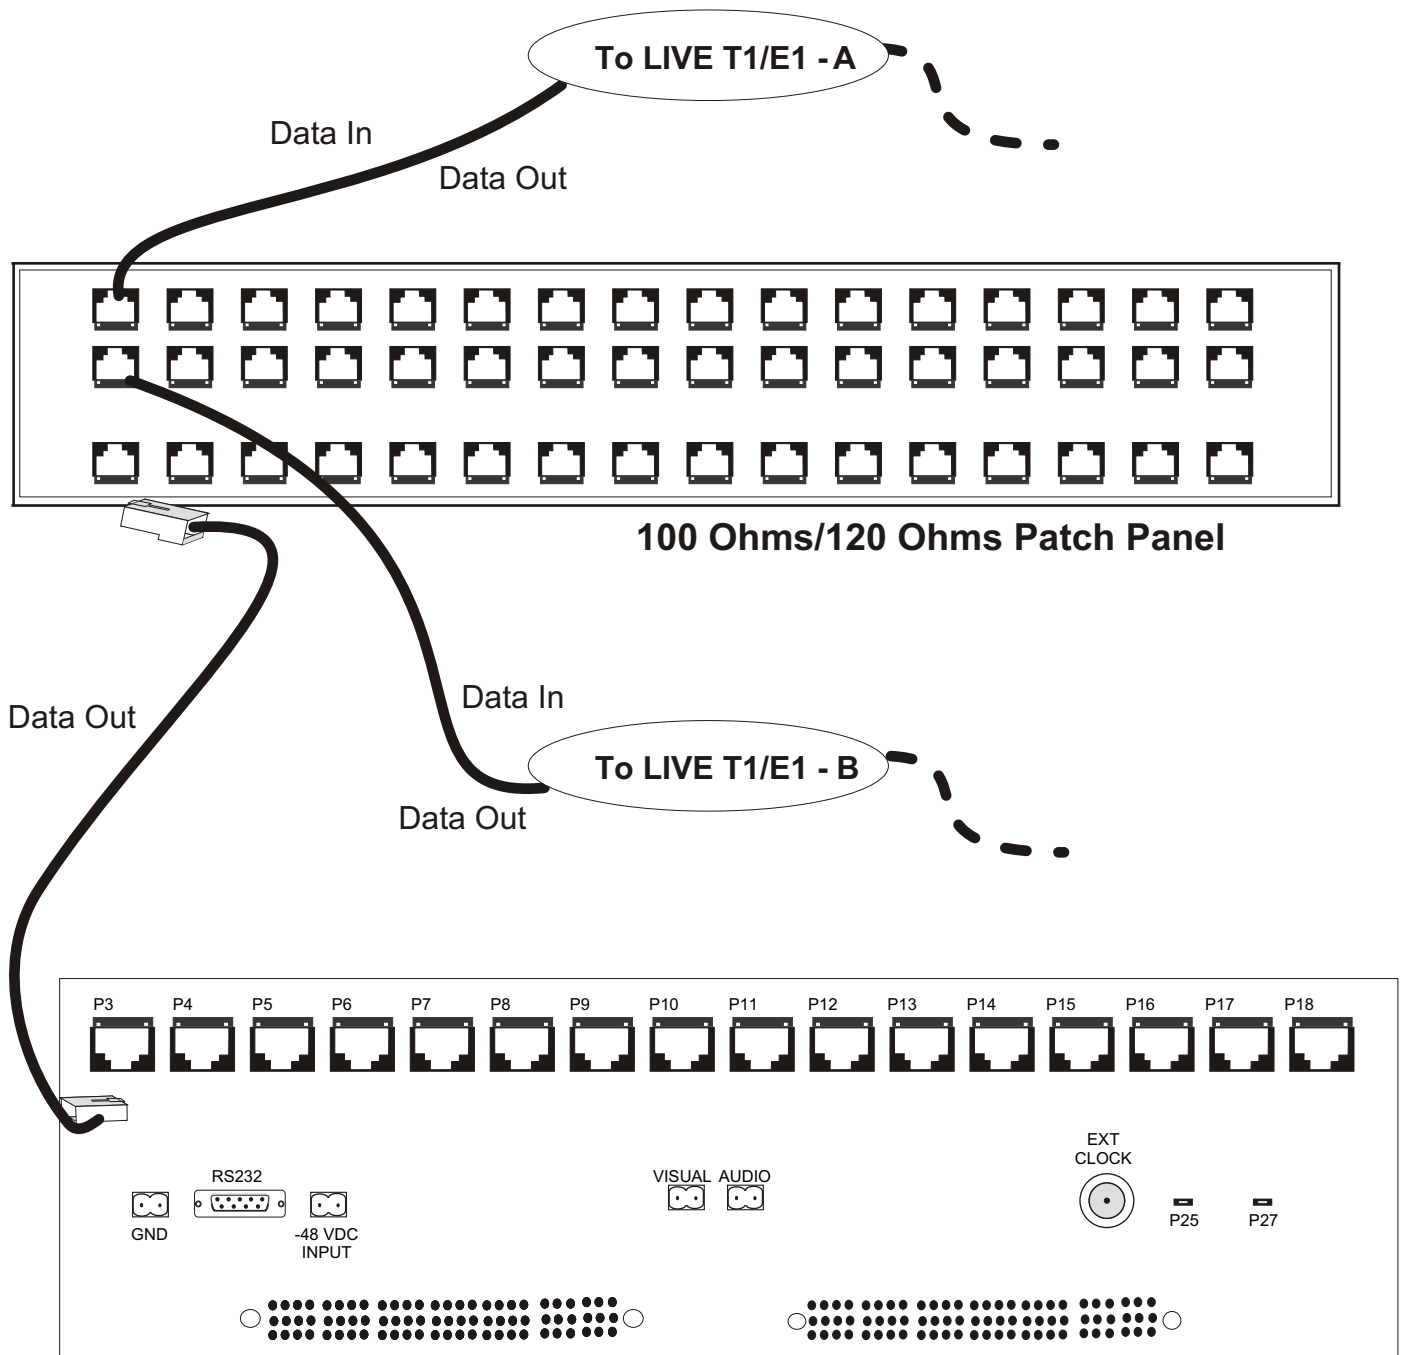 To LIVE T1/E1 - A
Data In
Data Out
100 Ohms/120 Ohms Patch Panel
Data In
Data Out
To LIVE T1/E1 - B
Data Out
P3 P4 P5 P6 P7 P8 P9 P10 P11 P12 P13 P14 P15 P16 P17 P18
EXT
CLOCK
RS232
VISUAL AUDIO
GND
-48 VDC
INPUT
P25 P27